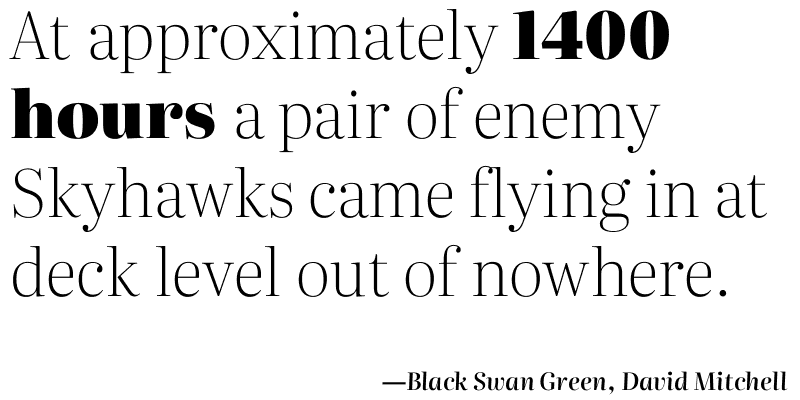 At approximately 1400
hours a pair of enemy
Skyhawks came flying in at
deck level out of nowhere.
—Black Swan Green, David Mitchell